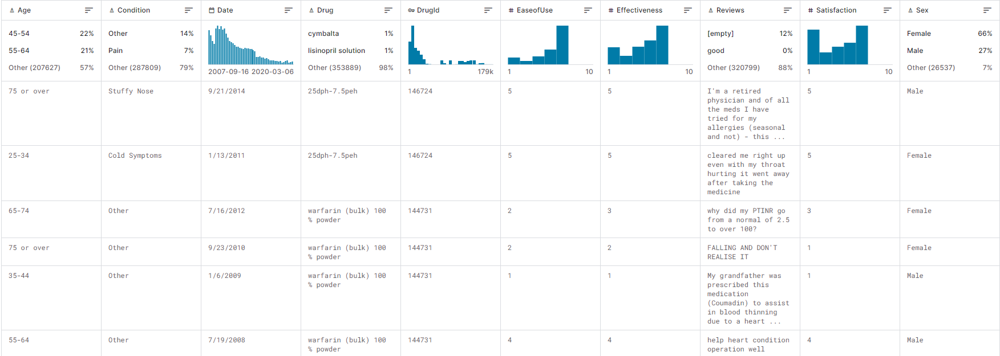 Age Condition Date Drug DrugId # EaseofUse # Effectiveness Reviews # Satisfaction Sex
45-54 22% Other 14% cymbalta 1% [empty] 12% Female 66%
55-64 21% Pain 7% lisinopril solution 1% good 0% Male 27%
Other (207627) 57% Other (287809) 79% Other (353889) 98% Other (320799) 88% Other (26537) 7%
2007-09-16 2020-03-06 1 179k 1 10 1 10 1 10
75 or over Stuffy Nose 9/21/2014 25dph-7.5peh 146724 5 5 I'm a retired 5 Male
physician and of all
the meds I have
tried for my
allergies (seasonal
and not) - this ...
25-34 Cold Symptoms 1/13/2011 25dph-7.5peh 146724 5 5 cleared me right up 5 Female
even with my throat
hurting it went away
after taking the
medicine
65-74 Other 7/16/2012 warfarin (bulk) 100 144731 2 3 why did my PTINR go 3 Female
% powder from a normal of 2.5
to over 100?
75 or over Other 9/23/2010 warfarin (bulk) 100 144731 2 2 FALLING AND DON'T 1 Female
% powder REALISE IT
35-44 Other 1/6/2009 warfarin (bulk) 100 144731 1 1 My grandfather was 1 Male
% powder prescribed this
medication
(Coumadin) to assist
in blood thinning
due to a heart ...
55-64 Other 7/19/2008 warfarin (bulk) 100 144731 4 4 help heart condition 4 Male
% powder operation well